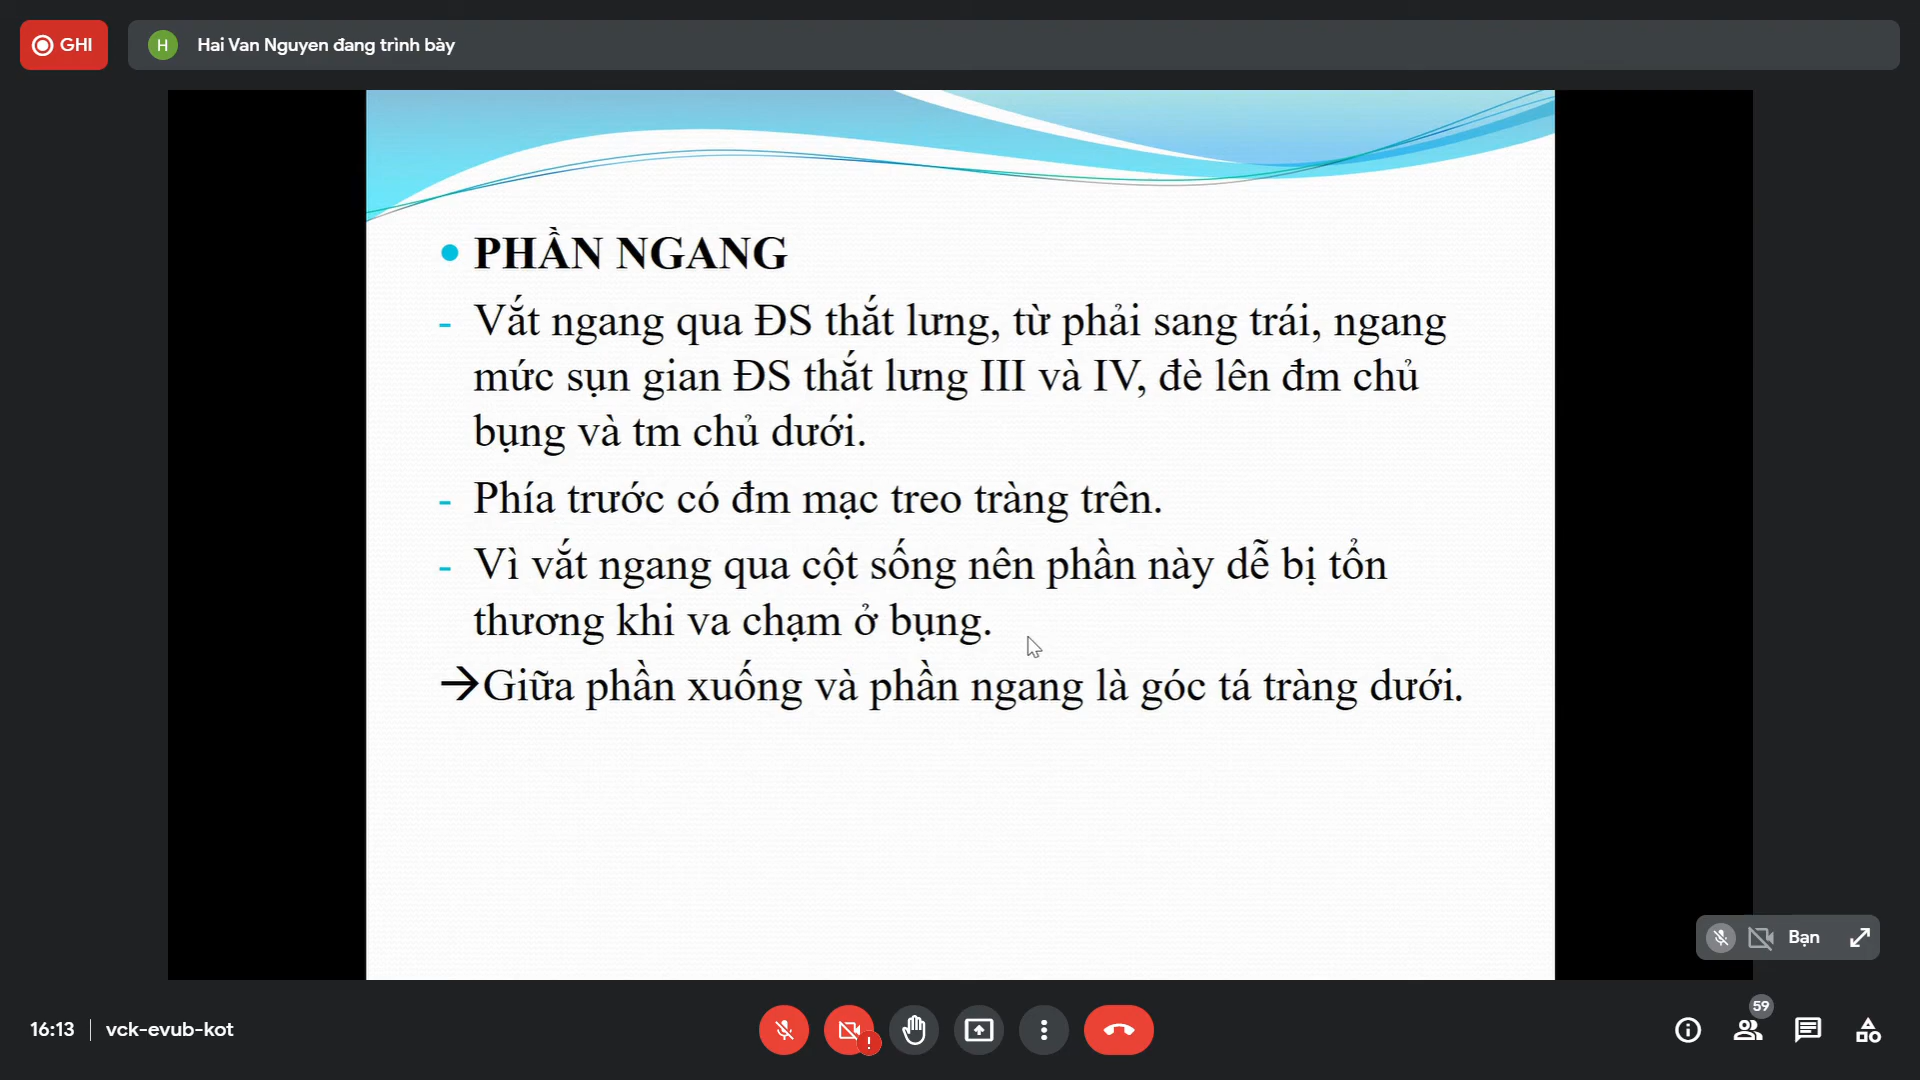 GHI
H
Hai Van Nguyen đang trình bày
• PHẦN NGANG
- Vắt ngang qua ĐS thắt lưng, từ phải sang trái, ngang
mức sụn gian ĐS thắt lưng III và IV, đè lên đm chủ
bụng và tm chủ dưới.
- Phía trước có đm mạc treo tràng trên.
- Vì vắt ngang qua cột sống nên phần này dễ bị tổn
thương khi va chạm ở bụng.
→Giữa phần xuống và phần ngang là góc tá tràng dưới.
Bạn
59
16:13 | vck-evub-kot